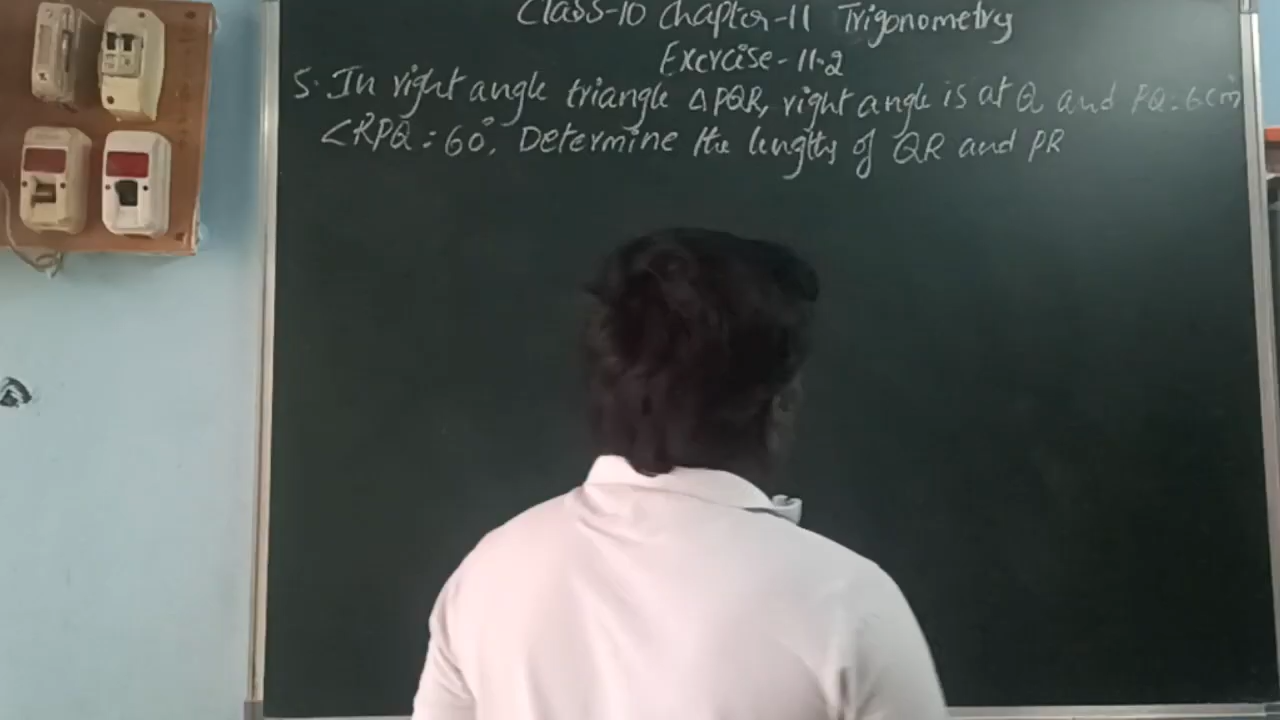 Class-10 Chapter-11 Trigonometry
Exercise-11.2
5. In right angle triangle △PQR, right angle is at Q and PQ=6cm
∠RPQ=60°. Determine the lengths of QR and PR